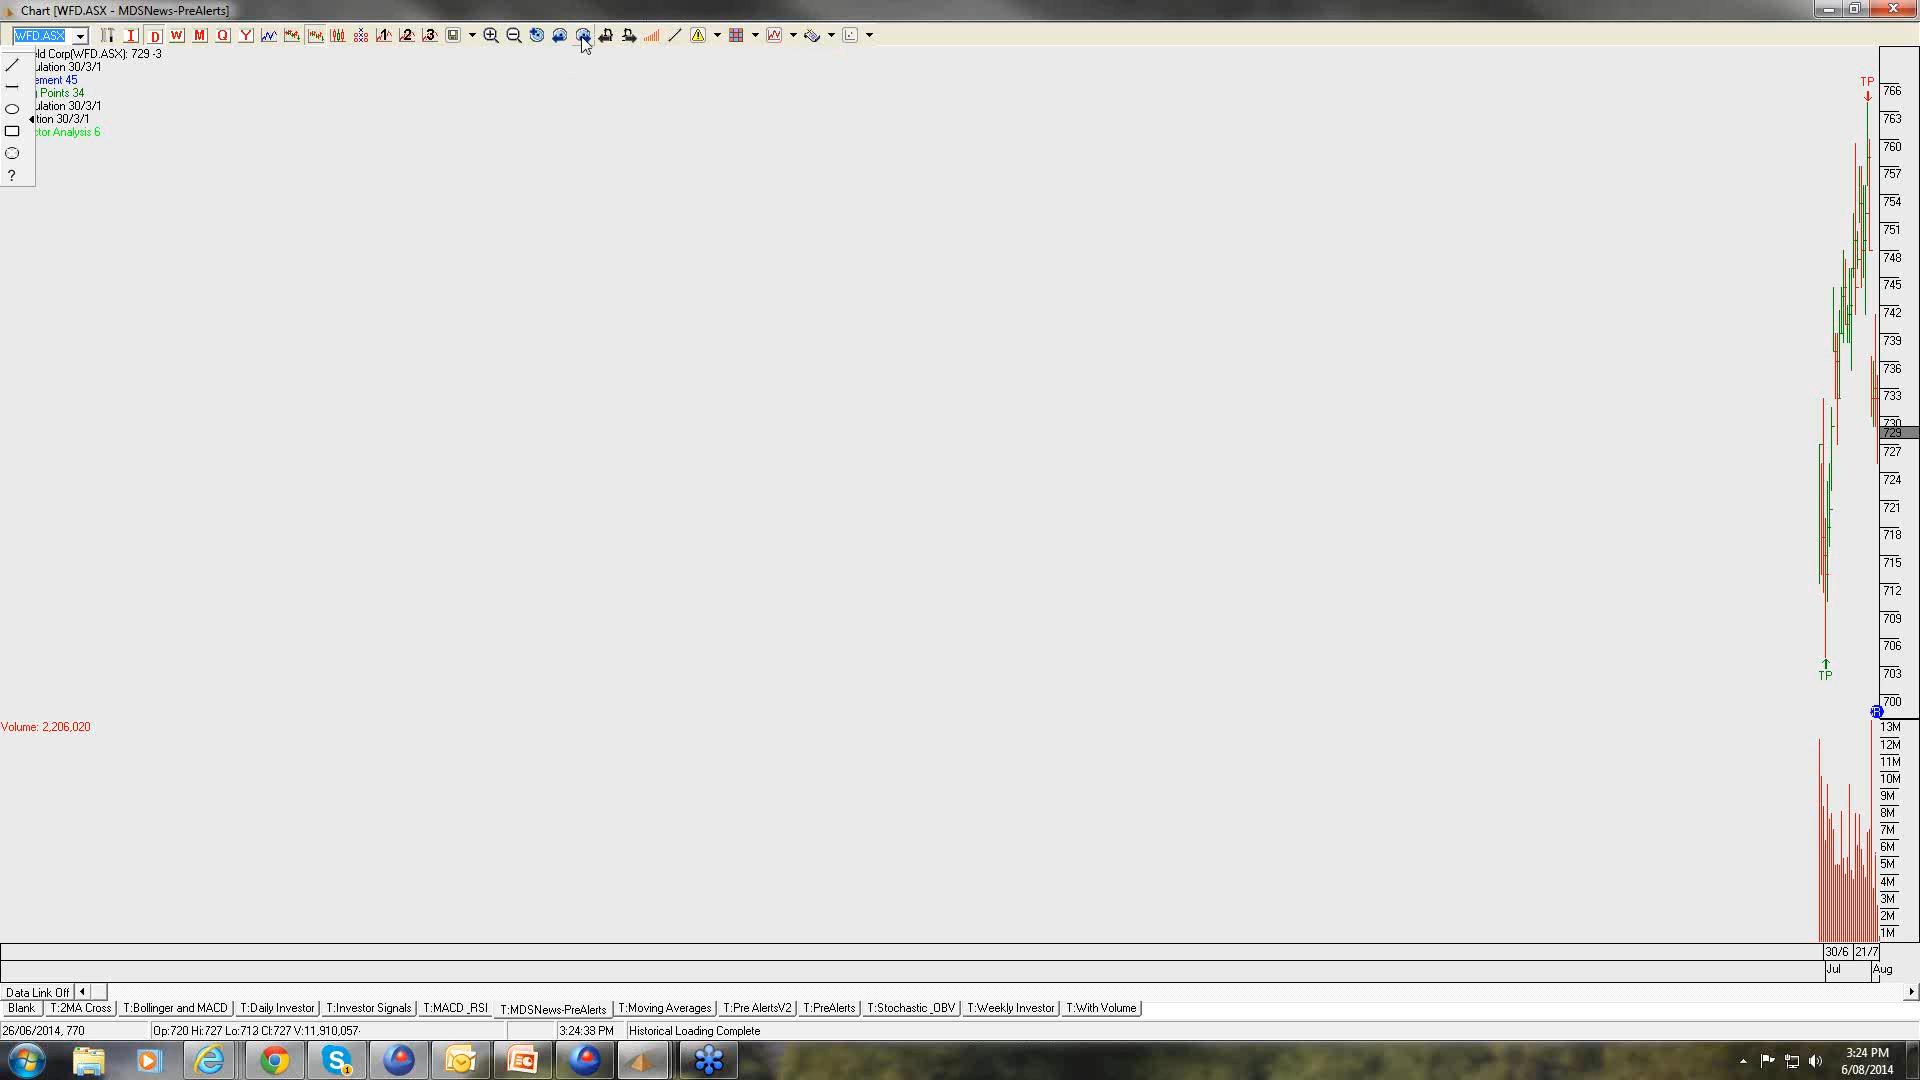 Chart [WFD.ASX - MDSNews-PreAlerts]
WFD.ASX
I D W M Q Y 1 2 3
eld Corp(WFD.ASX): 729 -3
ulation 30/3/1
ement 45
Points 34
ulation 30/3/1
tion 30/3/1
ctor Analysis 6
?
TP
766
763
760
757
754
751
748
745
742
739
736
733
730
729
727
724
721
718
715
712
709
706
TP
703
700
R
Volume: 2,206,020
13M
12M
11M
10M
9M
8M
7M
6M
5M
4M
3M
2M
1M
30/6 21/7
Jul Aug
Data Link Off
Blank T:2MA Cross T:Bollinger and MACD T:Daily Investor T:Investor Signals T:MACD_RSI T:MDSNews-PreAlerts T:Moving Averages T:Pre AlertsV2 T:PreAlerts T:Stochastic_OBV T:Weekly Investor T:With Volume
26/06/2014, 770 Op:720 Hi:727 Lo:713 Cl:727 V:11,910,057 3:24:38 PM Historical Loading Complete
3:24 PM
6/08/2014